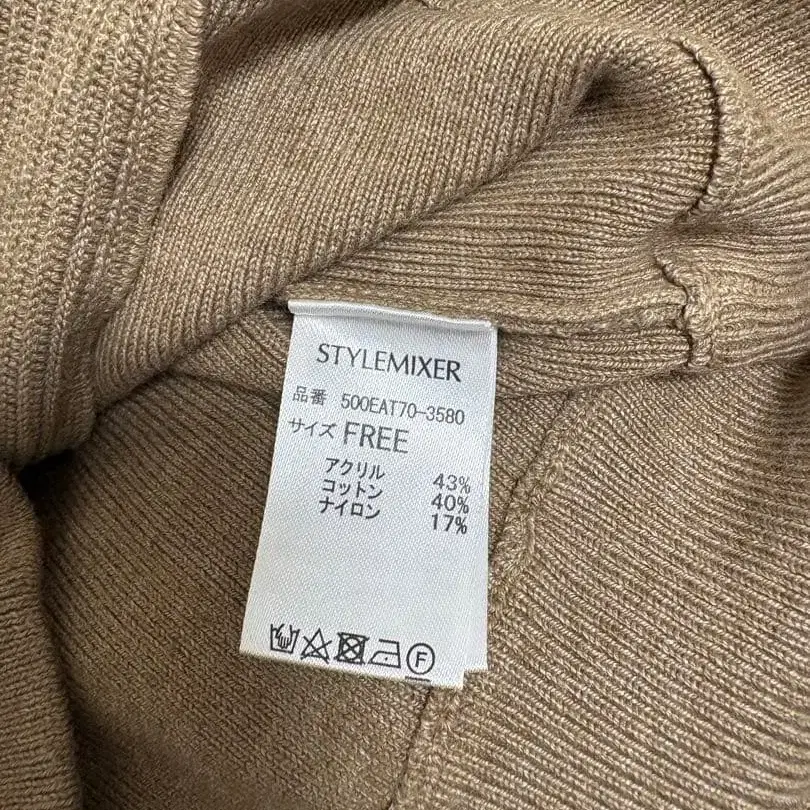 STYLEMIXER
品番 500EAT70-3580
サイズ FREE
アクリル 43%
コットン 40%
ナイロン 17%
F